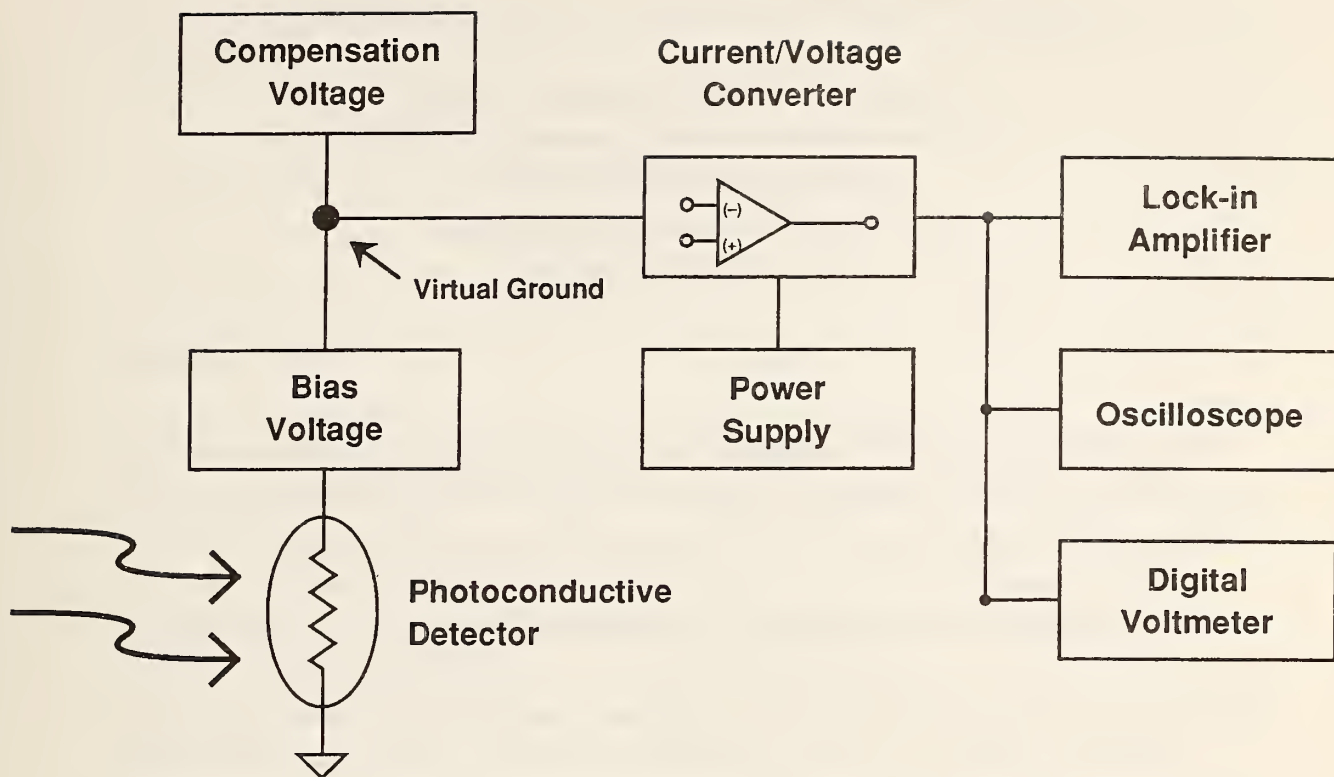 Compensation
Voltage
Current/Voltage
Converter
(–)
(+)
Lock-in
Amplifier
Virtual Ground
Bias
Voltage
Power
Supply
Oscilloscope
Photoconductive
Detector
Digital
Voltmeter